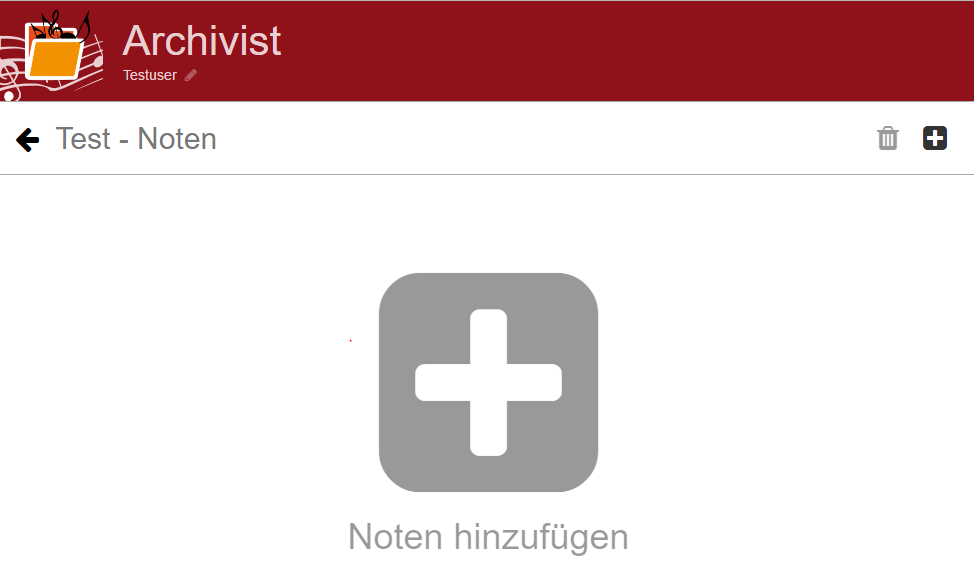 Archivist
Testuser
Test - Noten
Noten hinzufügen